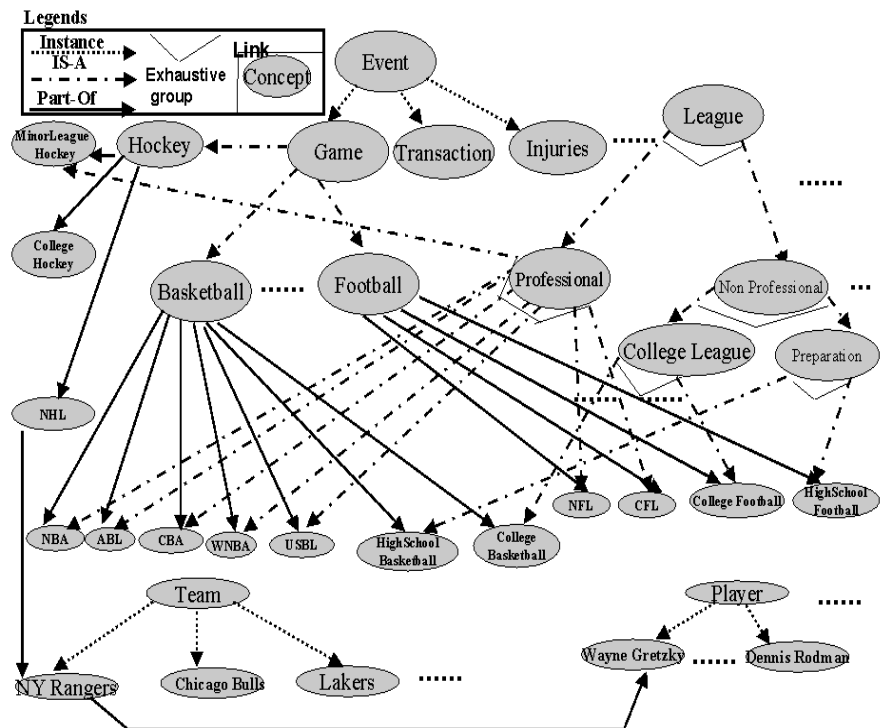 Legends
Instance
IS-A
Part-Of
Exhaustive
group
Link
Concept
Event
League
MinorLeague
Hockey
Hockey
Game
Transaction
Injuries
College
Hockey
Basketball
Football
Professional
Non Professional
College League
Preparation
NHL
NBA
ABL
CBA
WNBA
USBL
HighSchool
Basketball
College
Basketball
NFL
CFL
College Football
HighSchool
Football
Team
Player
NY Rangers
Chicago Bulls
Lakers
Wayne Gretzky
Dennis Rodman